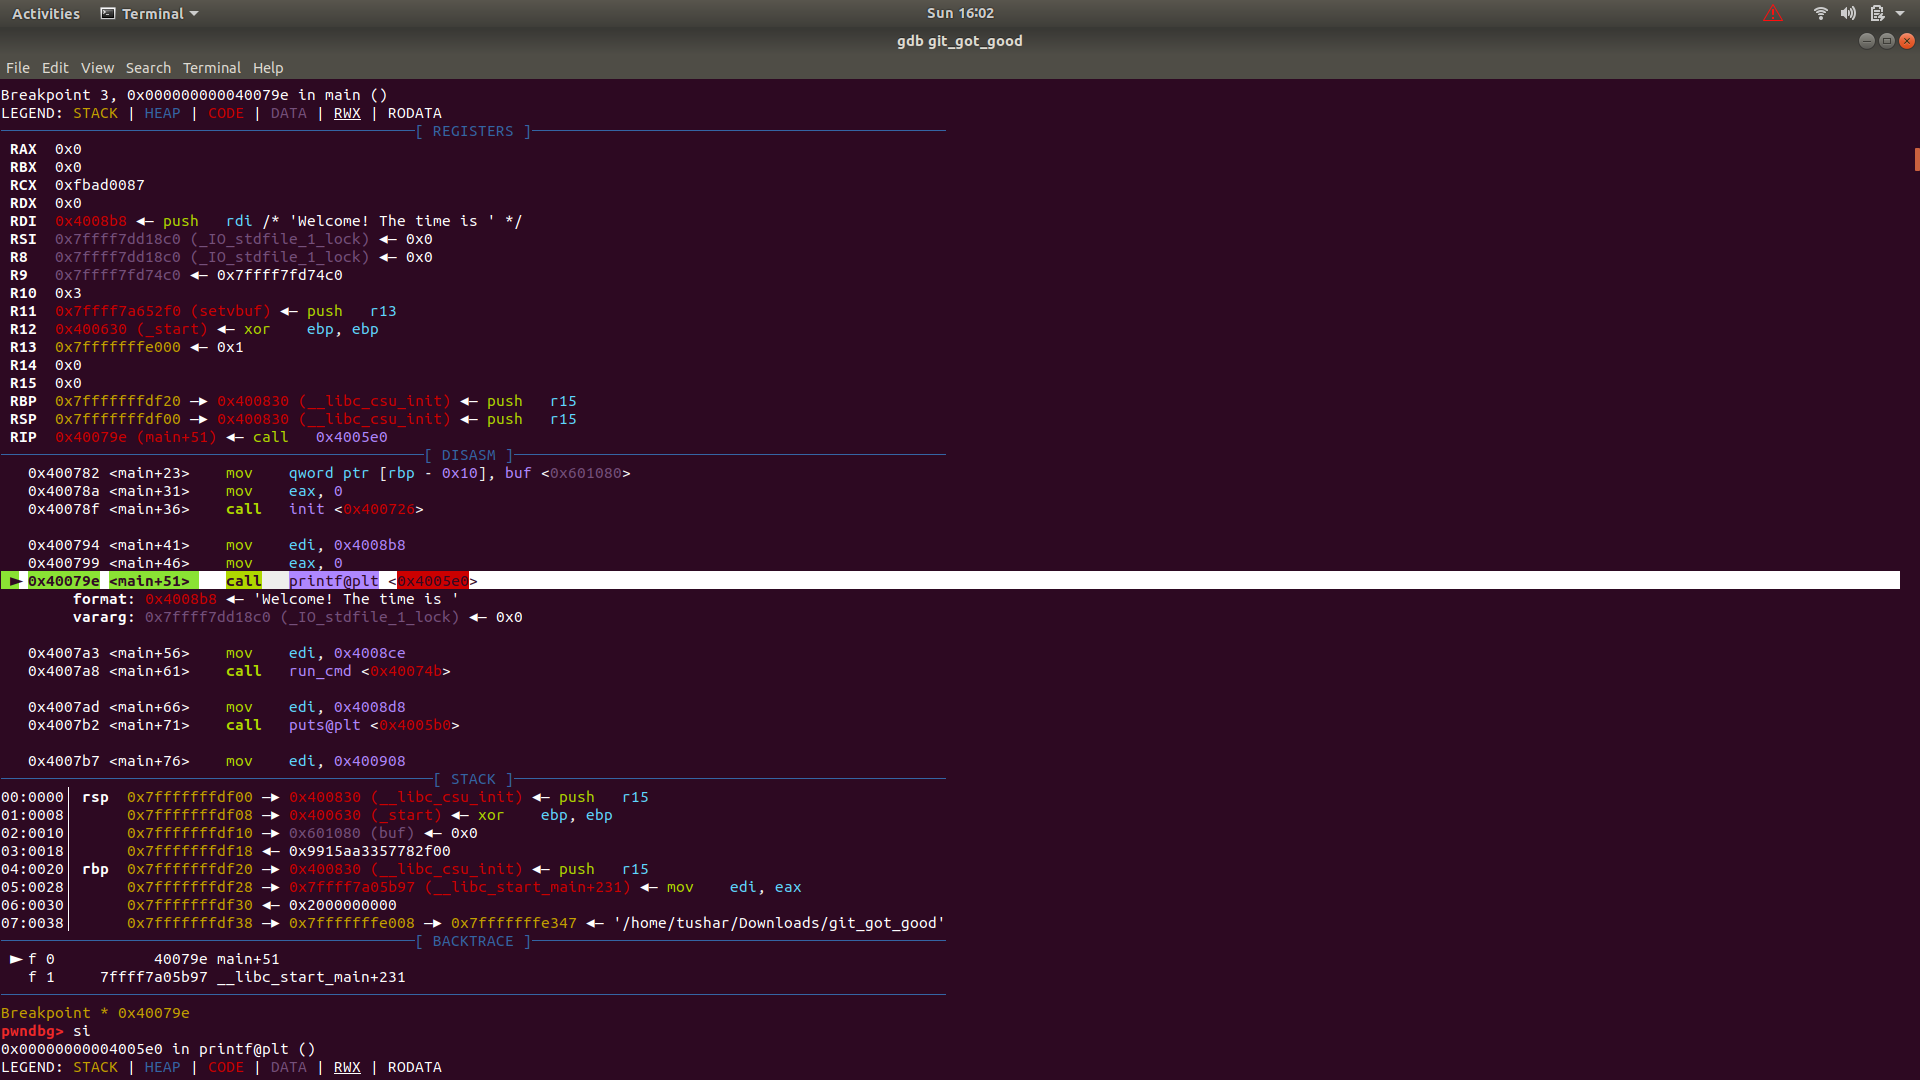 Activities Terminal Sun 16:02
gdb git_got_good
File Edit View Search Terminal Help
Breakpoint 3, 0x000000000040079e in main ()
LEGEND: STACK | HEAP | CODE | DATA | RWX | RODATA
[ REGISTERS ]
RAX 0x0
RBX 0x0
RCX 0xfbad0087
RDX 0x0
RDI 0x4008b8 ◄— push rdi /* 'Welcome! The time is ' */
RSI 0x7ffff7dd18c0 (_IO_stdfile_1_lock) ◄— 0x0
R8 0x7ffff7dd18c0 (_IO_stdfile_1_lock) ◄— 0x0
R9 0x7ffff7fd74c0 ◄— 0x7ffff7fd74c0
R10 0x3
R11 0x7ffff7a652f0 (setvbuf) ◄— push r13
R12 0x400630 (_start) ◄— xor ebp, ebp
R13 0x7fffffffe000 ◄— 0x1
R14 0x0
R15 0x0
RBP 0x7fffffffdf20 —► 0x400830 (__libc_csu_init) ◄— push r15
RSP 0x7fffffffdf00 —► 0x400830 (__libc_csu_init) ◄— push r15
RIP 0x40079e (main+51) ◄— call 0x4005e0
[ DISASM ]
0x400782 <main+23> mov qword ptr [rbp - 0x10], buf <0x601080>
0x40078a <main+31> mov eax, 0
0x40078f <main+36> call init <0x400726>
0x400794 <main+41> mov edi, 0x4008b8
0x400799 <main+46> mov eax, 0
► 0x40079e <main+51> call printf@plt <0x4005e0>
format: 0x4008b8 ◄— 'Welcome! The time is '
vararg: 0x7ffff7dd18c0 (_IO_stdfile_1_lock) ◄— 0x0
0x4007a3 <main+56> mov edi, 0x4008ce
0x4007a8 <main+61> call run_cmd <0x40074b>
0x4007ad <main+66> mov edi, 0x4008d8
0x4007b2 <main+71> call puts@plt <0x4005b0>
0x4007b7 <main+76> mov edi, 0x400908
[ STACK ]
00:0000│ rsp 0x7fffffffdf00 —► 0x400830 (__libc_csu_init) ◄— push r15
01:0008│ 0x7fffffffdf08 —► 0x400630 (_start) ◄— xor ebp, ebp
02:0010│ 0x7fffffffdf10 —► 0x601080 (buf) ◄— 0x0
03:0018│ 0x7fffffffdf18 ◄— 0x9915aa3357782f00
04:0020│ rbp 0x7fffffffdf20 —► 0x400830 (__libc_csu_init) ◄— push r15
05:0028│ 0x7fffffffdf28 —► 0x7ffff7a05b97 (__libc_start_main+231) ◄— mov edi, eax
06:0030│ 0x7fffffffdf30 ◄— 0x2000000000
07:0038│ 0x7fffffffdf38 —► 0x7fffffffe008 —► 0x7fffffffe347 ◄— '/home/tushar/Downloads/git_got_good'
[ BACKTRACE ]
► f 0 40079e main+51
f 1 7ffff7a05b97 __libc_start_main+231
Breakpoint * 0x40079e
pwndbg> si
0x00000000004005e0 in printf@plt ()
LEGEND: STACK | HEAP | CODE | DATA | RWX | RODATA